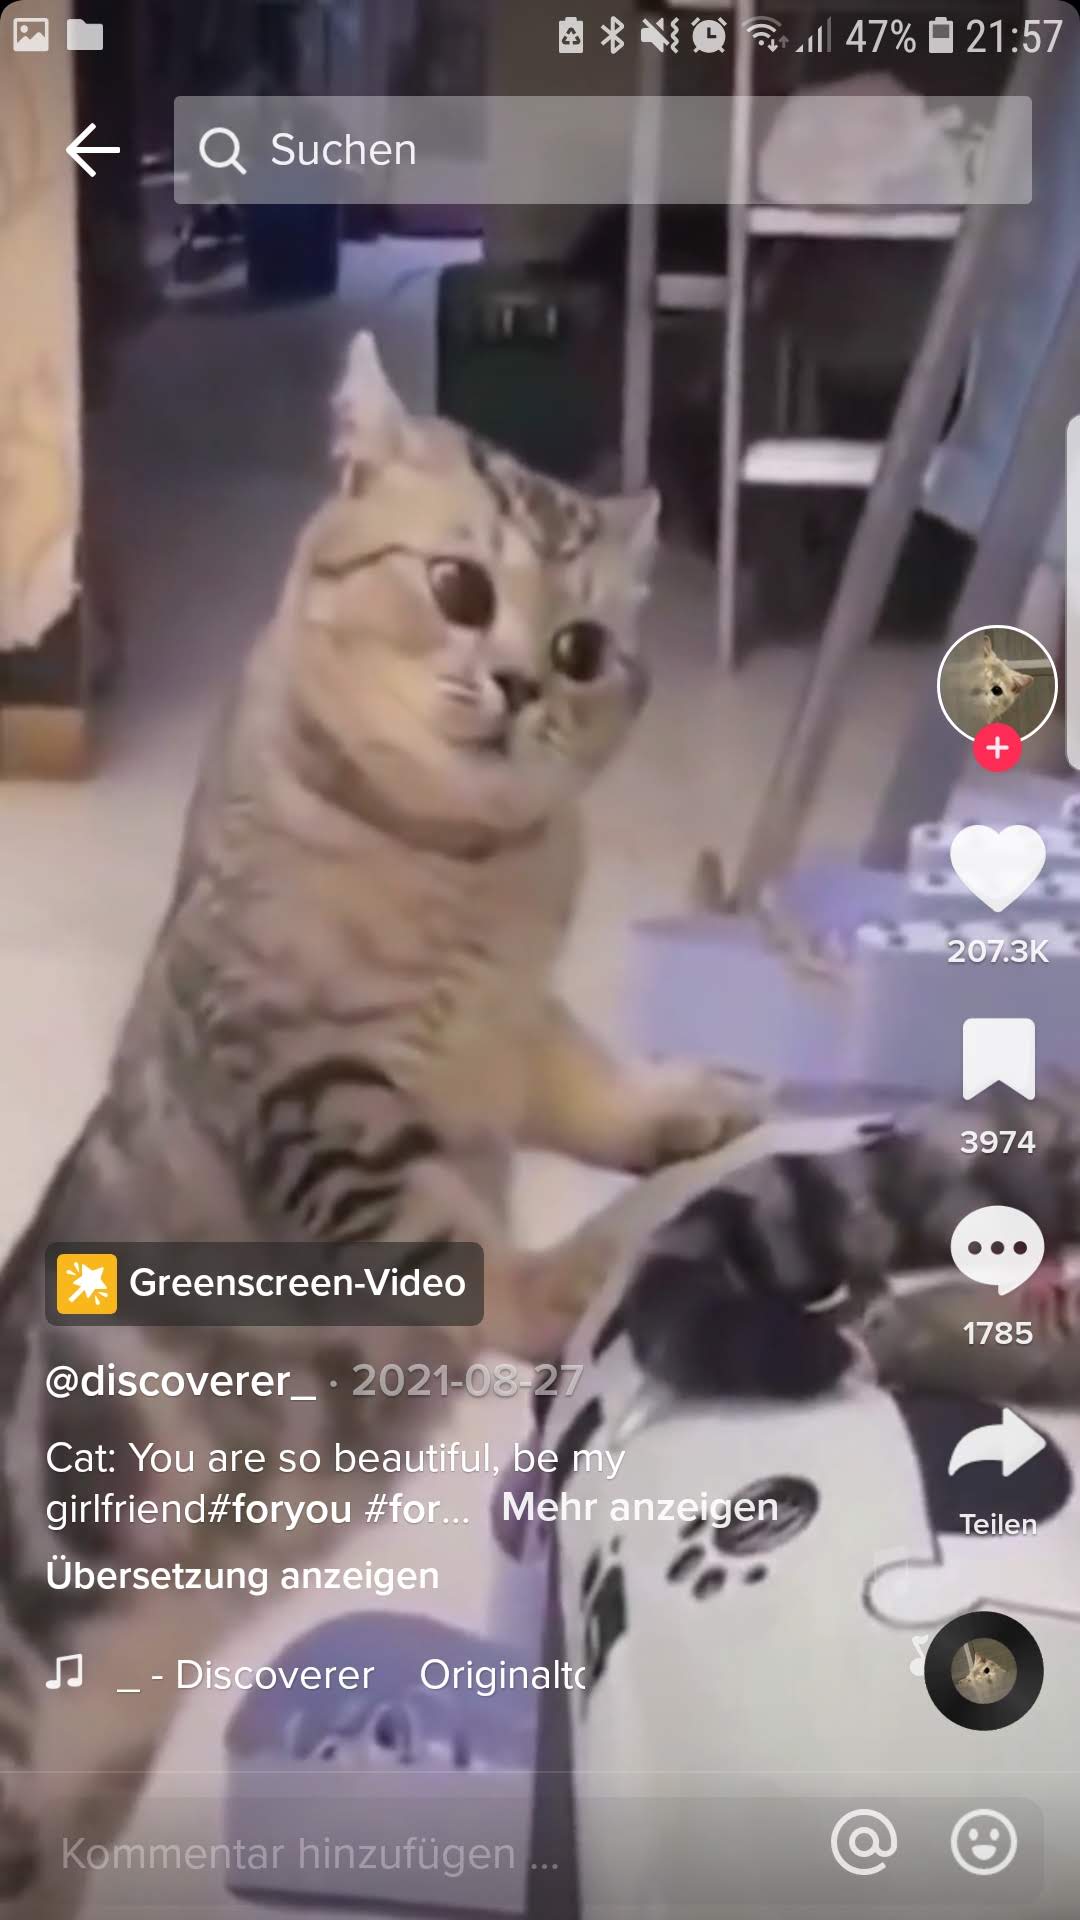 47% 21:57
Suchen
207.3K
3974
1785
Greenscreen-Video
@discoverer_ · 2021-08-27
Cat: You are so beautiful, be my
girlfriend#foryou #for... Mehr anzeigen
Teilen
Übersetzung anzeigen
_ - Discoverer Originalto
Kommentar hinzufügen ...